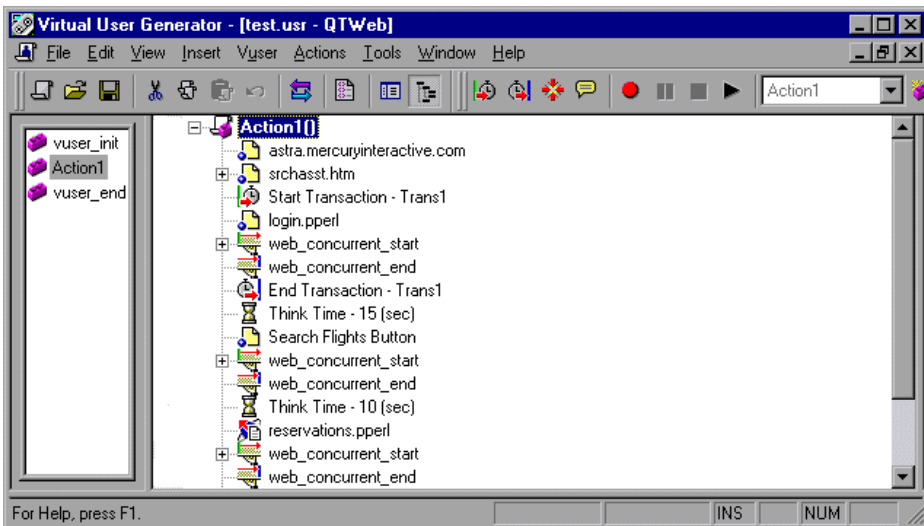 Virtual User Generator - [test.usr - QTWeb]
File Edit View Insert Vuser Actions Tools Window Help
Action1
vuser_init
Action1
vuser_end
Action1()
astra.mercuryinteractive.com
srchasst.htm
Start Transaction - Trans1
login.pperl
web_concurrent_start
web_concurrent_end
End Transaction - Trans1
Think Time - 15 (sec)
Search Flights Button
web_concurrent_start
web_concurrent_end
Think Time - 10 (sec)
reservations.pperl
web_concurrent_start
web_concurrent_end
For Help, press F1.
INS NUM